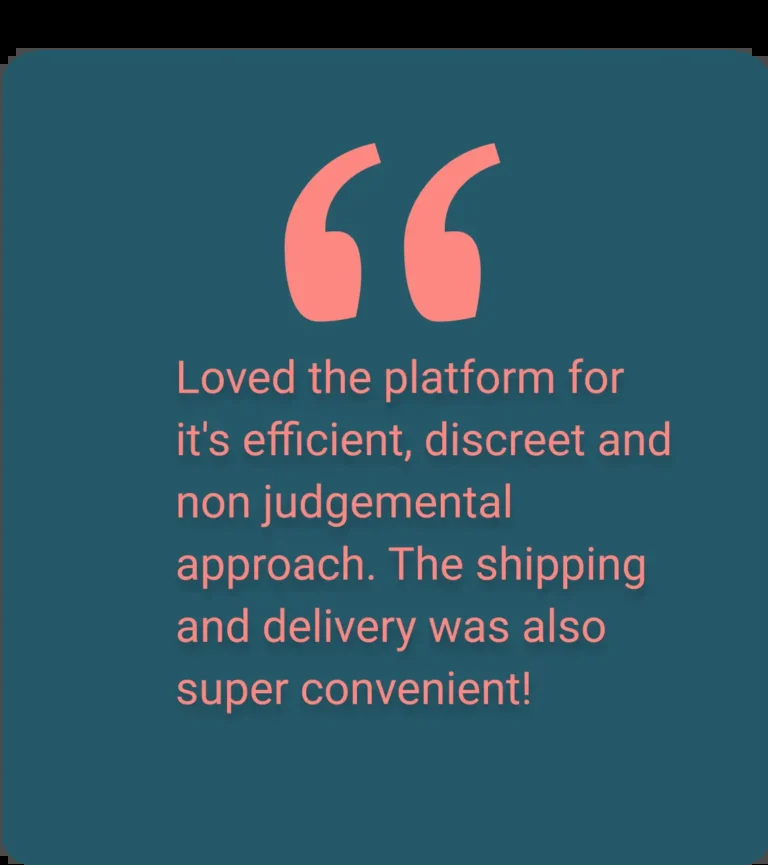 “
Loved the platform for
it's efficient, discreet and
non judgemental
approach. The shipping
and delivery was also
super convenient!